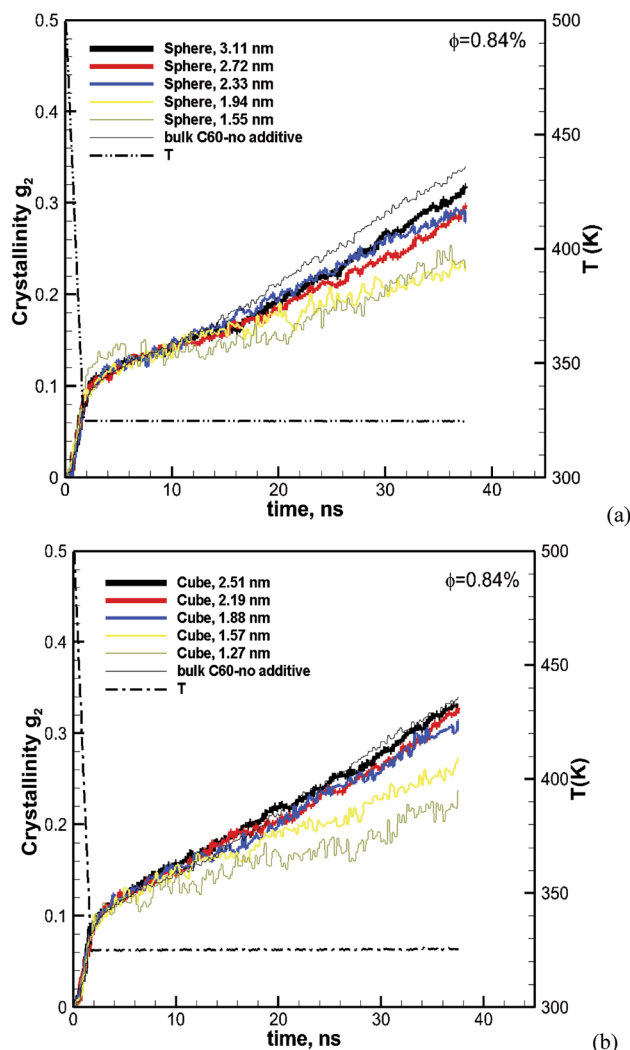 0.5
500
ϕ=0.84%
Sphere, 3.11 nm
Sphere, 2.72 nm
Sphere, 2.33 nm
Sphere, 1.94 nm
Sphere, 1.55 nm
bulk C60-no additive
T
0.4
450
0.3
400
0.2
350
0.1
0
300
Crystallinity g2
T (K)
0 10 20 30 40
time, ns
(a)
0.5
500
ϕ=0.84%
Cube, 2.51 nm
Cube, 2.19 nm
Cube, 1.88 nm
Cube, 1.57 nm
Cube, 1.27 nm
bulk C60-no additive
T
0.4
450
0.3
400
0.2
350
0.1
0
300
Crystallinity g2
T(K)
0 10 20 30 40
time, ns
(b)